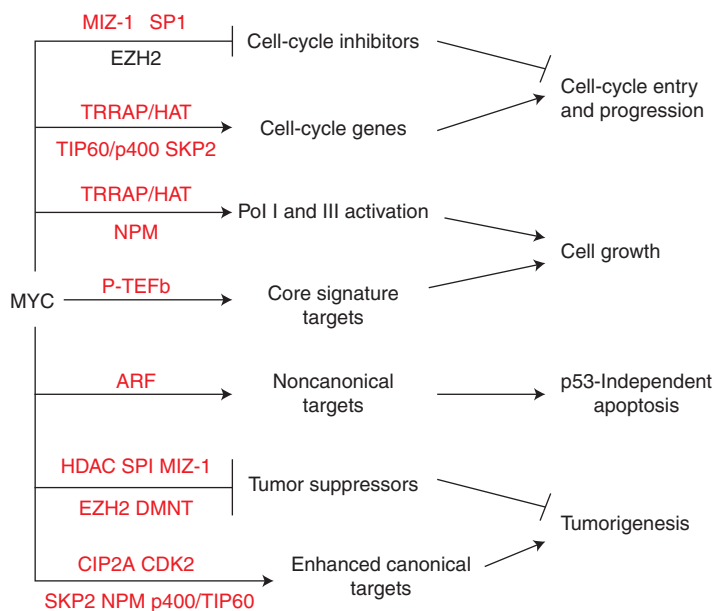 MIZ-1 SP1
EZH2
Cell-cycle inhibitors
Cell-cycle entry
and progression
TRRAP/HAT
TIP60/p400 SKP2
Cell-cycle genes
TRRAP/HAT
NPM
Pol I and III activation
Cell growth
MYC
P-TEFb
Core signature
targets
ARF
Noncanonical
targets
p53-Independent
apoptosis
HDAC SPI MIZ-1
EZH2 DMNT
Tumor suppressors
Tumorigenesis
CIP2A CDK2
SKP2 NPM p400/TIP60
Enhanced canonical
targets